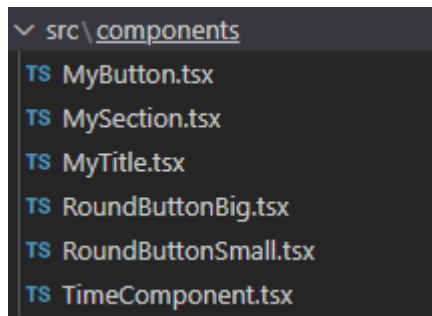 src\components
TS MyButton.tsx
TS MySection.tsx
TS MyTitle.tsx
TS RoundButtonBig.tsx
TS RoundButtonSmall.tsx
TS TimeComponent.tsx